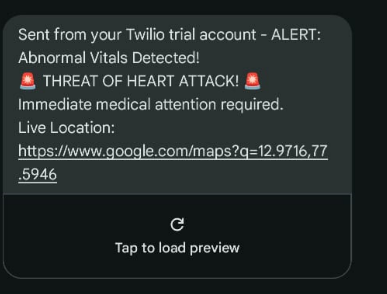 Sent from your Twilio trial account - ALERT:
Abnormal Vitals Detected!
🚨 THREAT OF HEART ATTACK! 🚨
Immediate medical attention required.
Live Location:
https://www.google.com/maps?q=12.9716,77
.5946
Tap to load preview